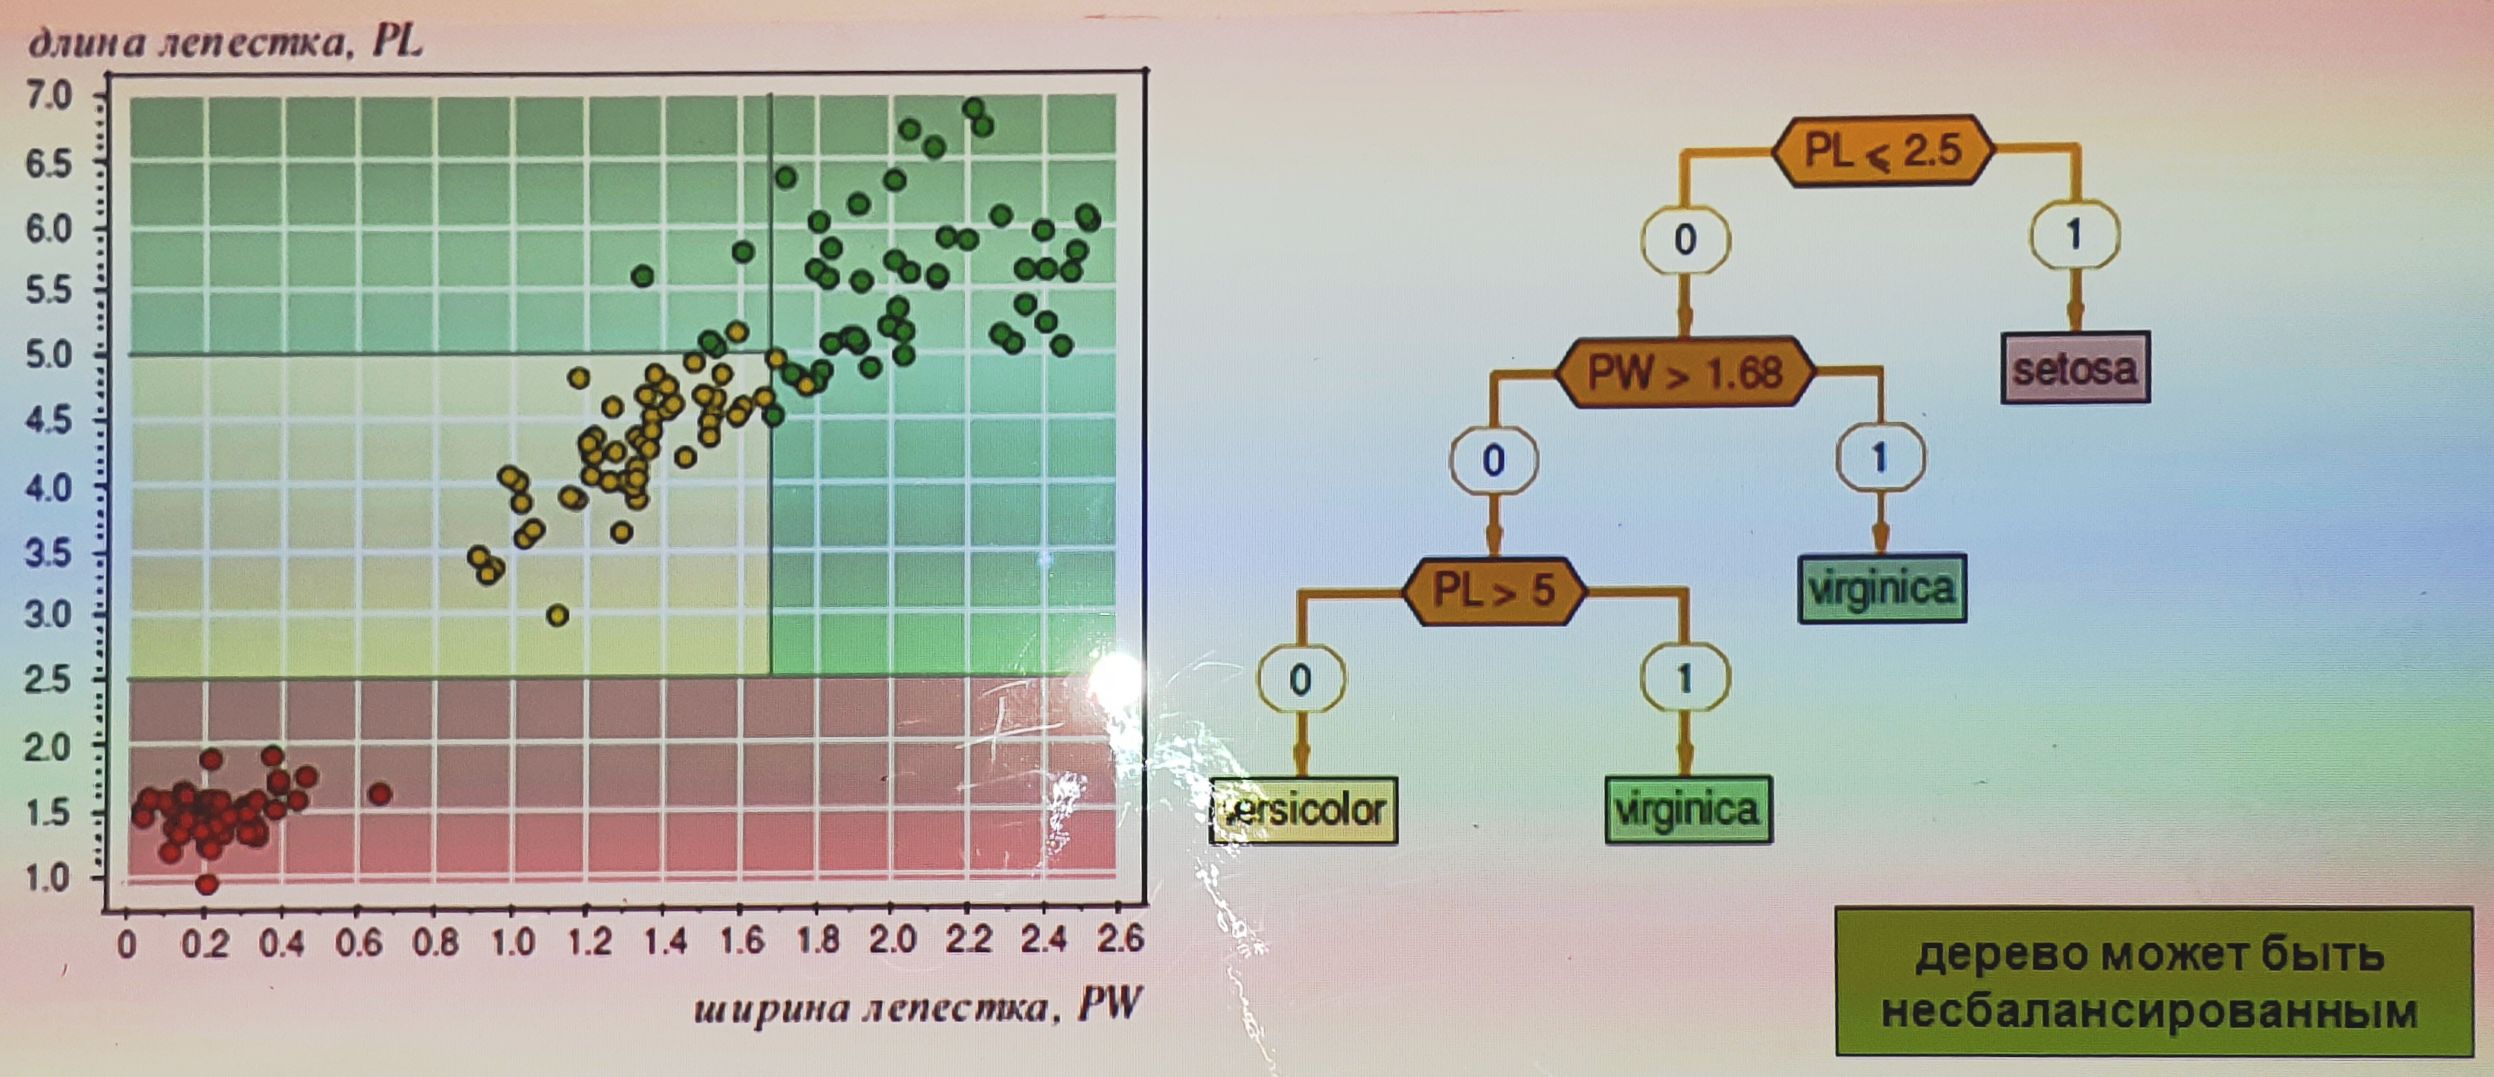 длина лепестка, PL
7.0
6.5
6.0
5.5
5.0
4.5
4.0
3.5
3.0
2.5
2.0
1.5
1.0
0 0.2 0.4 0.6 0.8 1.0 1.2 1.4 1.6 1.8 2.0 2.2 2.4 2.6
ширина лепестка, PW
PL ⩽ 2.5
0
1
setosa
PW > 1.68
0
1
virginica
PL > 5
0
1
versicolor
virginica
дерево может быть
несбалансированным